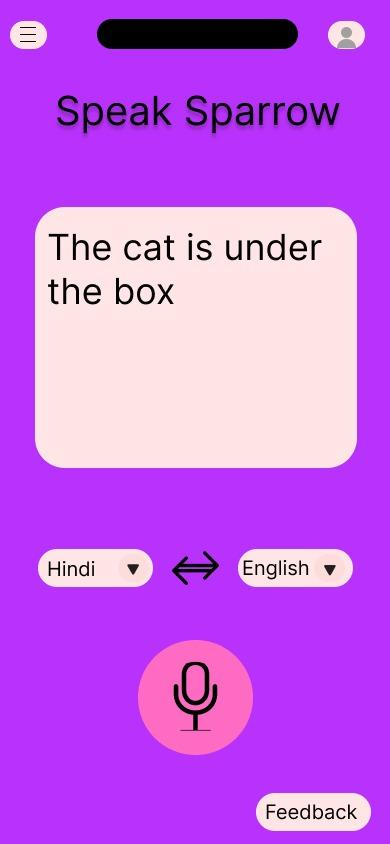 Speak Sparrow
The cat is under
the box
Hindi
English
Feedback